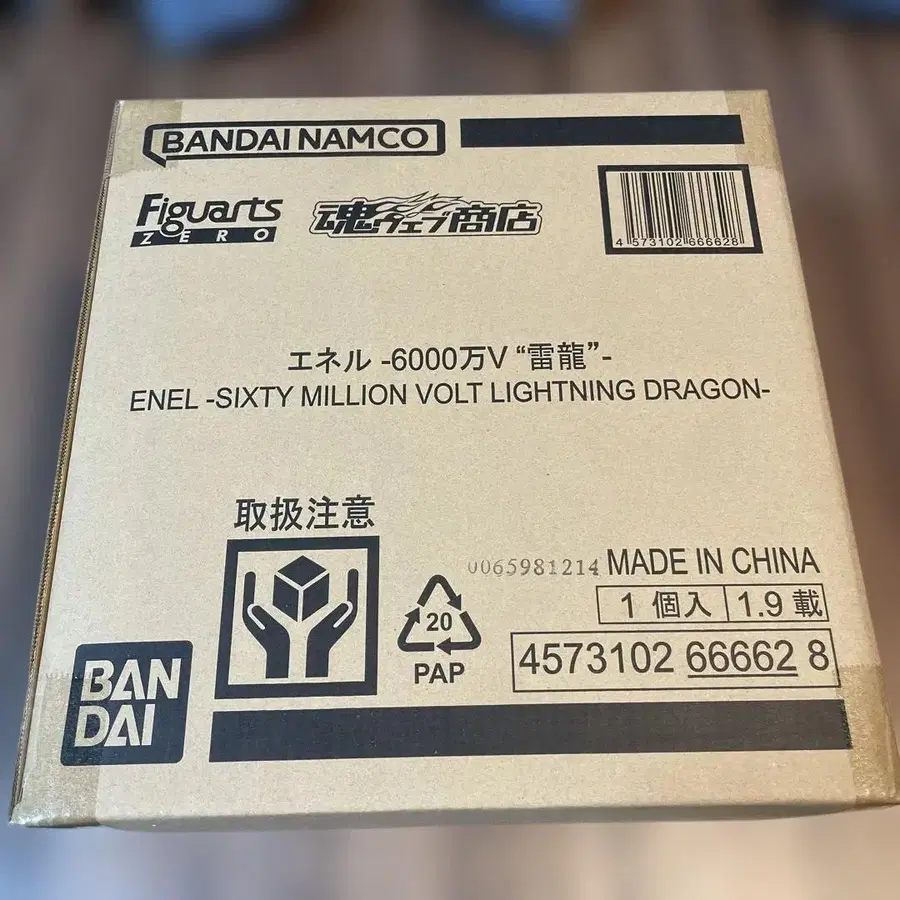 BANDAI NAMCO
Figuarts ZERO
魂ウェブ商店
4 573102 666628
エネル -6000万V “雷龍”-
ENEL -SIXTY MILLION VOLT LIGHTNING DRAGON-
取扱注意
0065981214 MADE IN CHINA
1 個入 1.9 載
20
PAP
4573102 66662 8
BAN
DAI